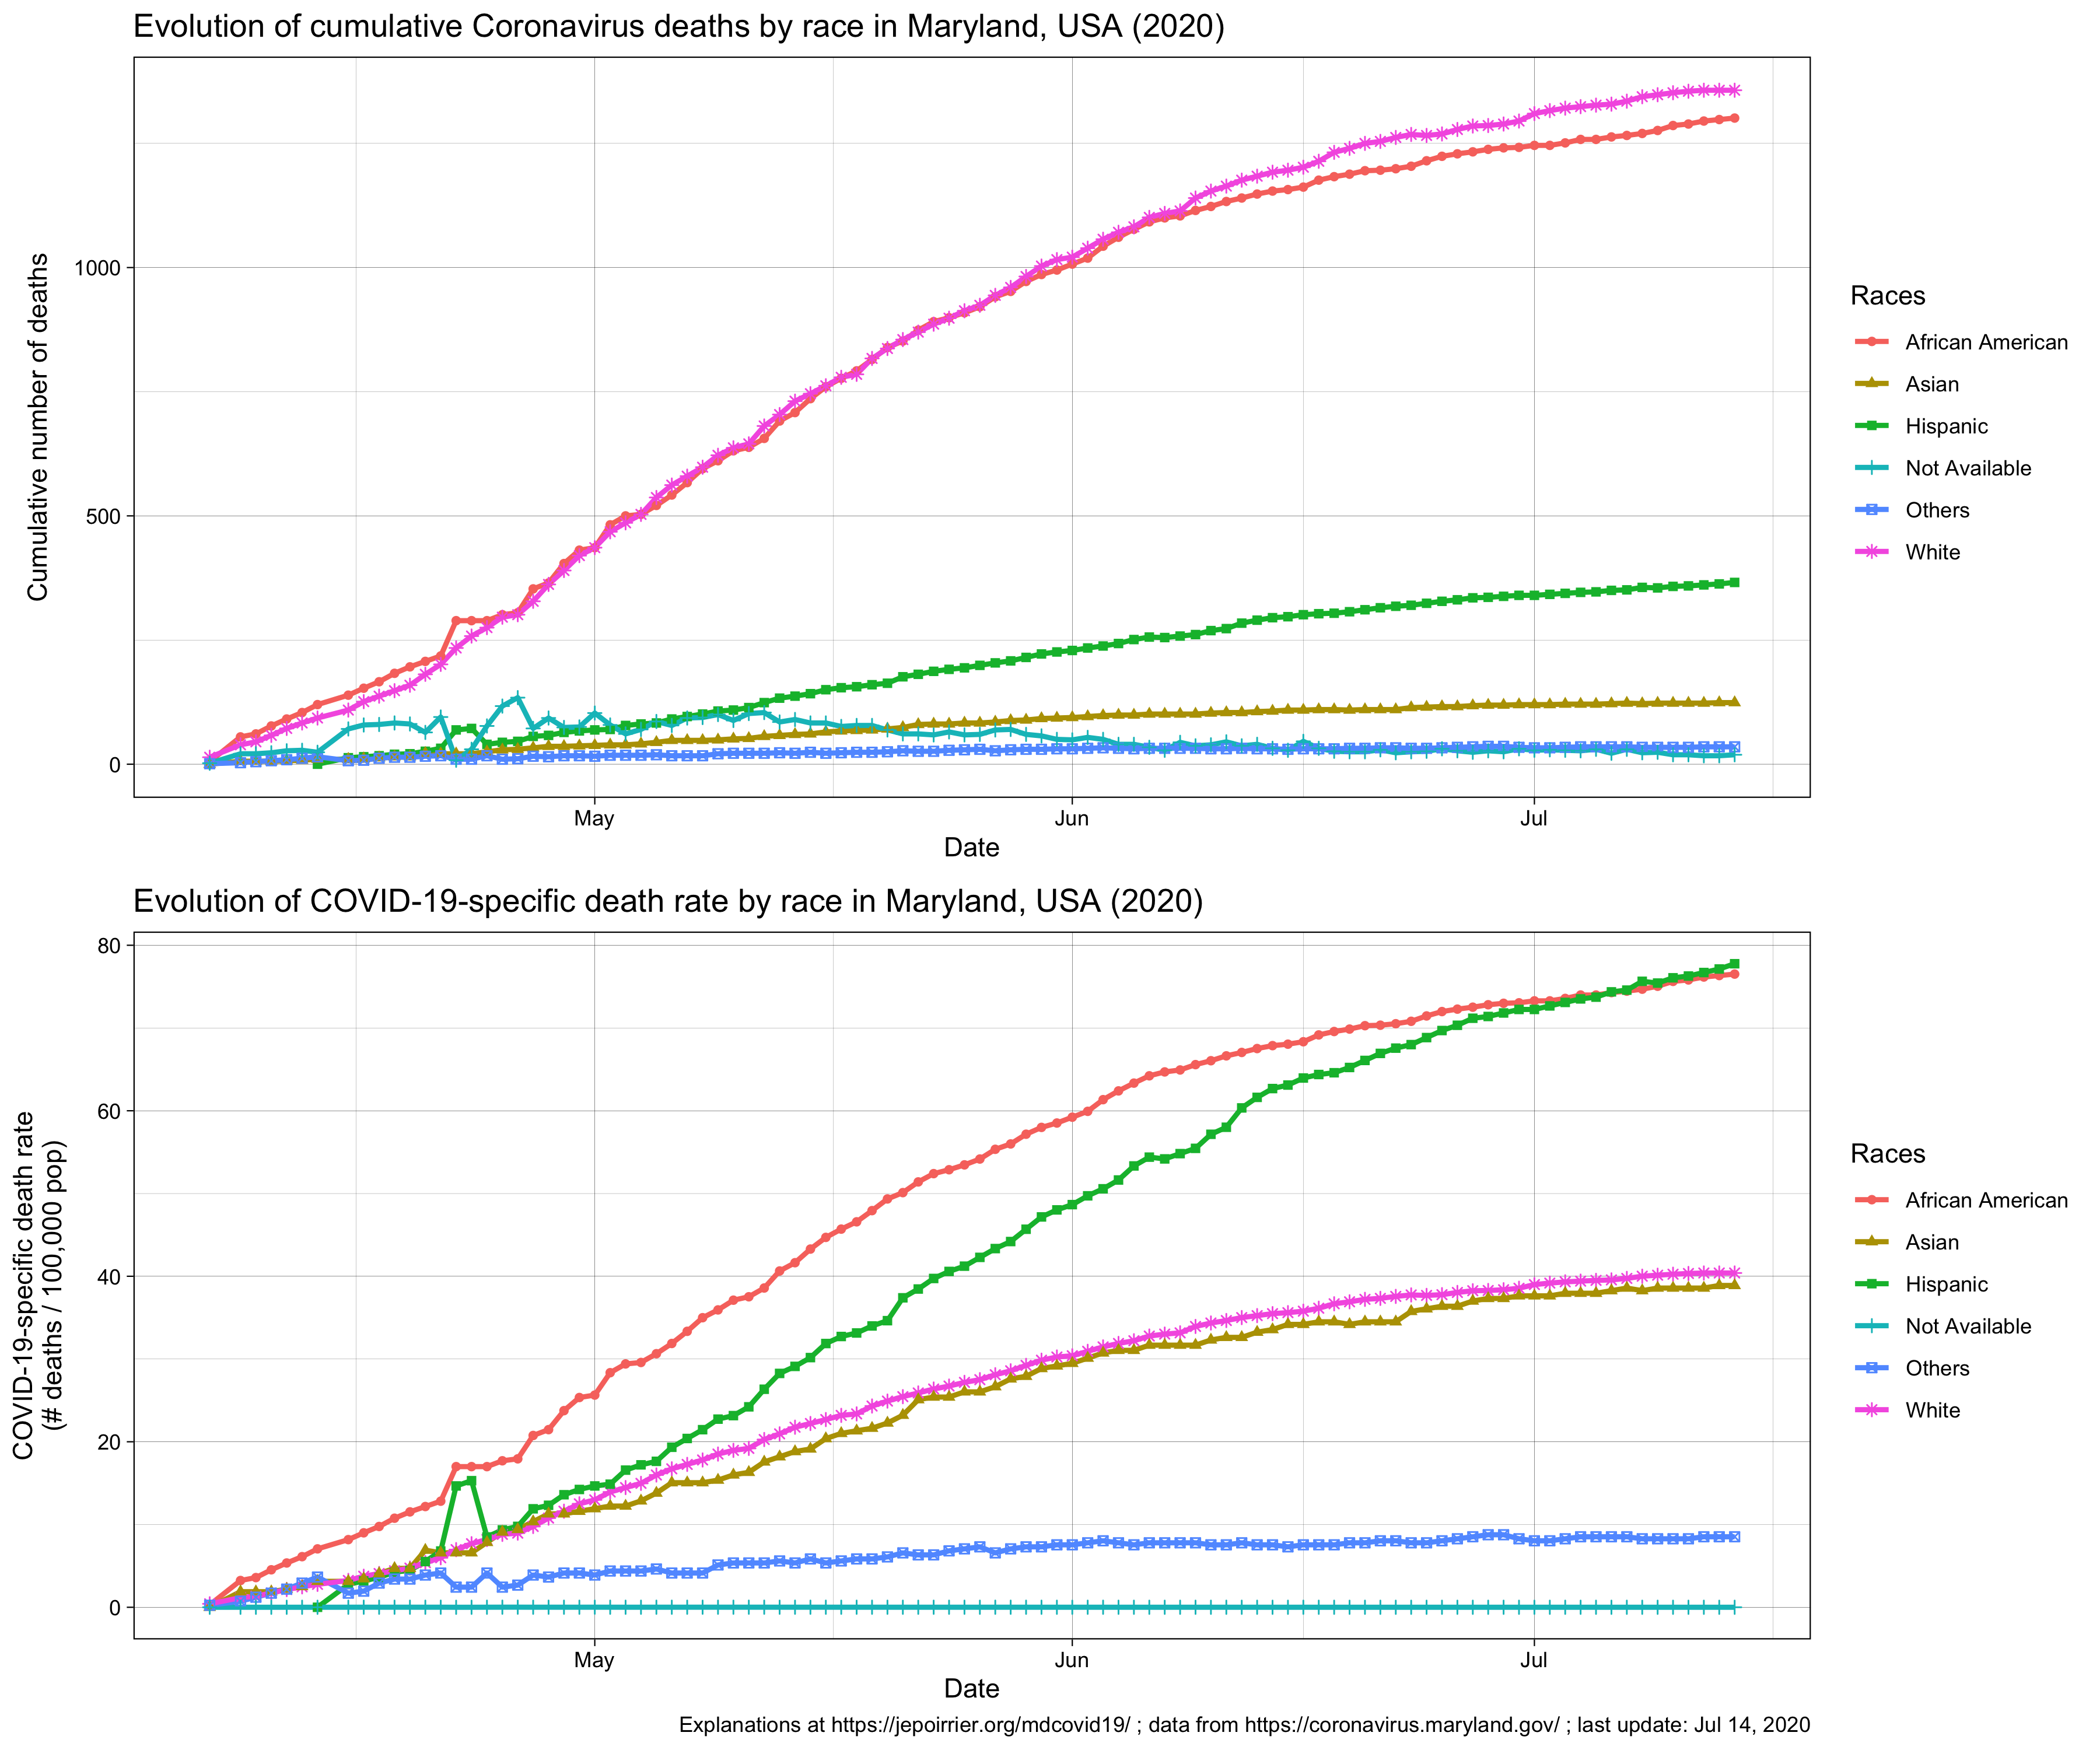 Evolution of cumulative Coronavirus deaths by race in Maryland, USA (2020)
Cumulative number of deaths
1000
500
0
May
Jun
Jul
Date
Races
African American
Asian
Hispanic
Not Available
Others
White
Evolution of COVID-19-specific death rate by race in Maryland, USA (2020)
COVID-19-specific death rate
(# deaths / 100,000 pop)
80
60
40
20
0
May
Jun
Jul
Date
Races
African American
Asian
Hispanic
Not Available
Others
White
Explanations at https://jepoirrier.org/mdcovid19/ ; data from https://coronavirus.maryland.gov/ ; last update: Jul 14, 2020